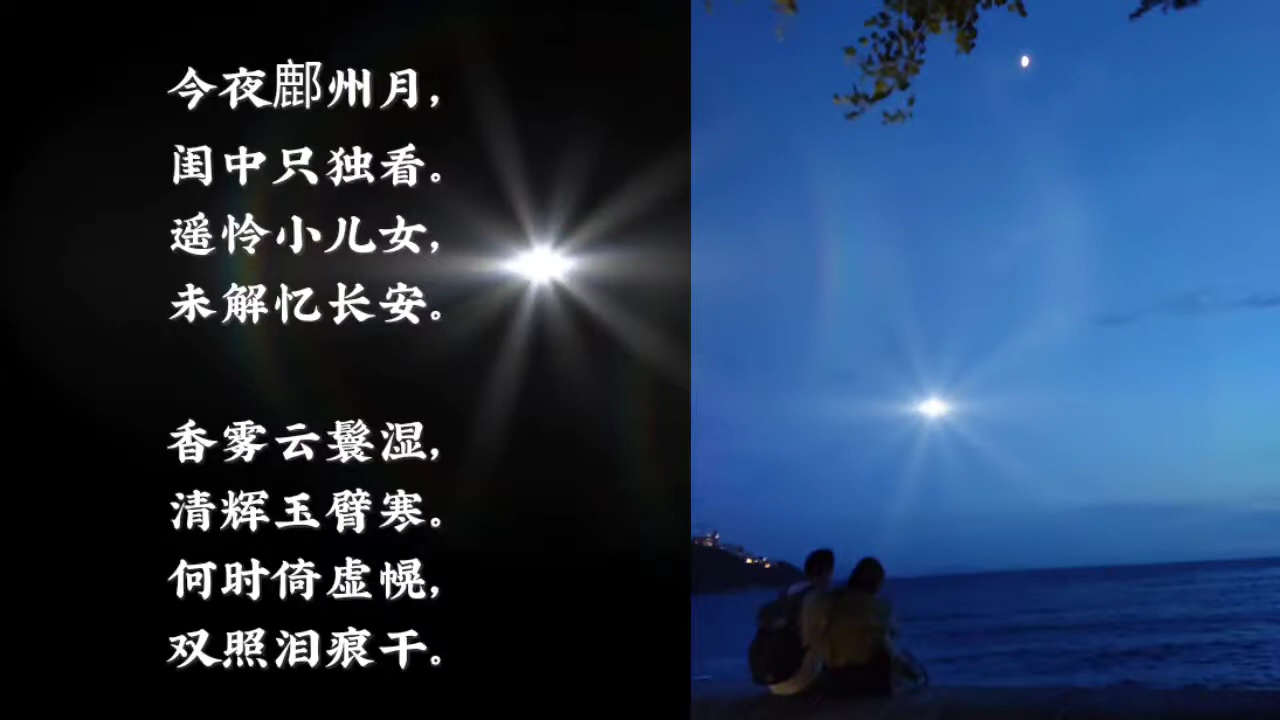 今夜鄜州月，
闺中只独看。
遥怜小儿女，
未解忆长安。
香雾云鬟湿，
清辉玉臂寒。
何时倚虚幌，
双照泪痕干。